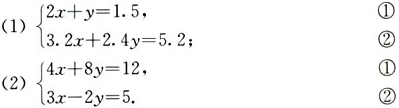 (1) { 2x+y=1.5, ①
3.2x+2.4y=5.2; ②
(2) { 4x+8y=12, ①
3x-2y=5. ②